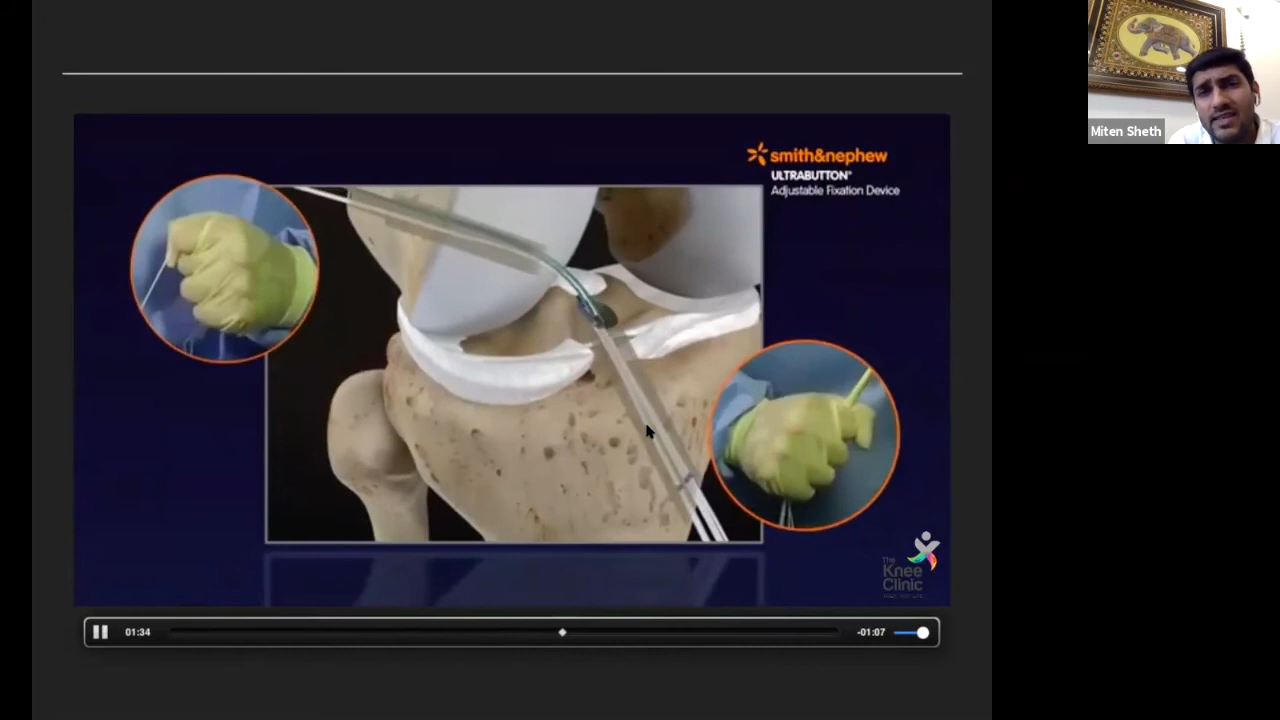 Miten Sheth
smith&nephew
ULTRABUTTON°
Adjustable Fixation Device
The
Knee
Clinic
01:34
-01:07